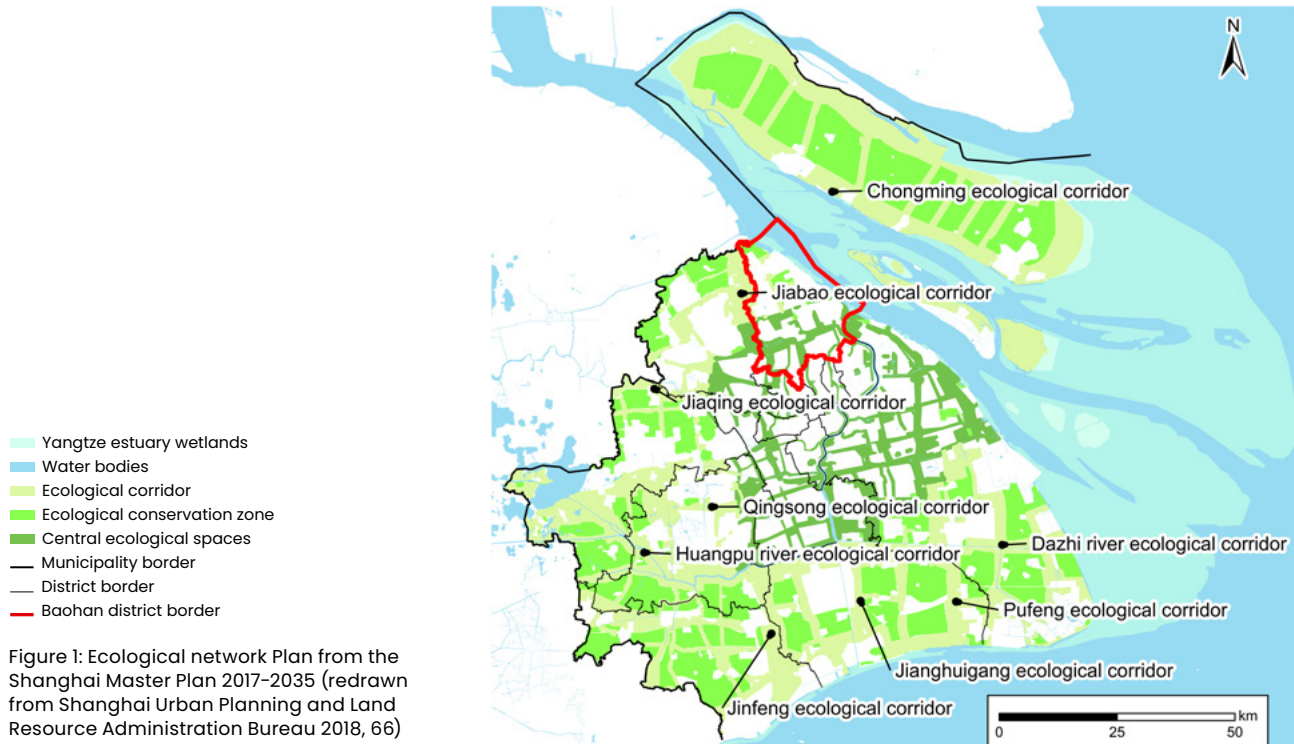 N
Chongming ecological corridor
Jiabao ecological corridor
Jiaqing ecological corridor
Qingsong ecological corridor
Huangpu river ecological corridor
Dazhi river ecological corridor
Pufeng ecological corridor
Jianghuigang ecological corridor
Jinfeng ecological corridor
km
0 25 50
Yangtze estuary wetlands
Water bodies
Ecological corridor
Ecological conservation zone
Central ecological spaces
Municipality border
District border
Baohan district border
Figure 1: Ecological network Plan from the
Shanghai Master Plan 2017-2035 (redrawn
from Shanghai Urban Planning and Land
Resource Administration Bureau 2018, 66)